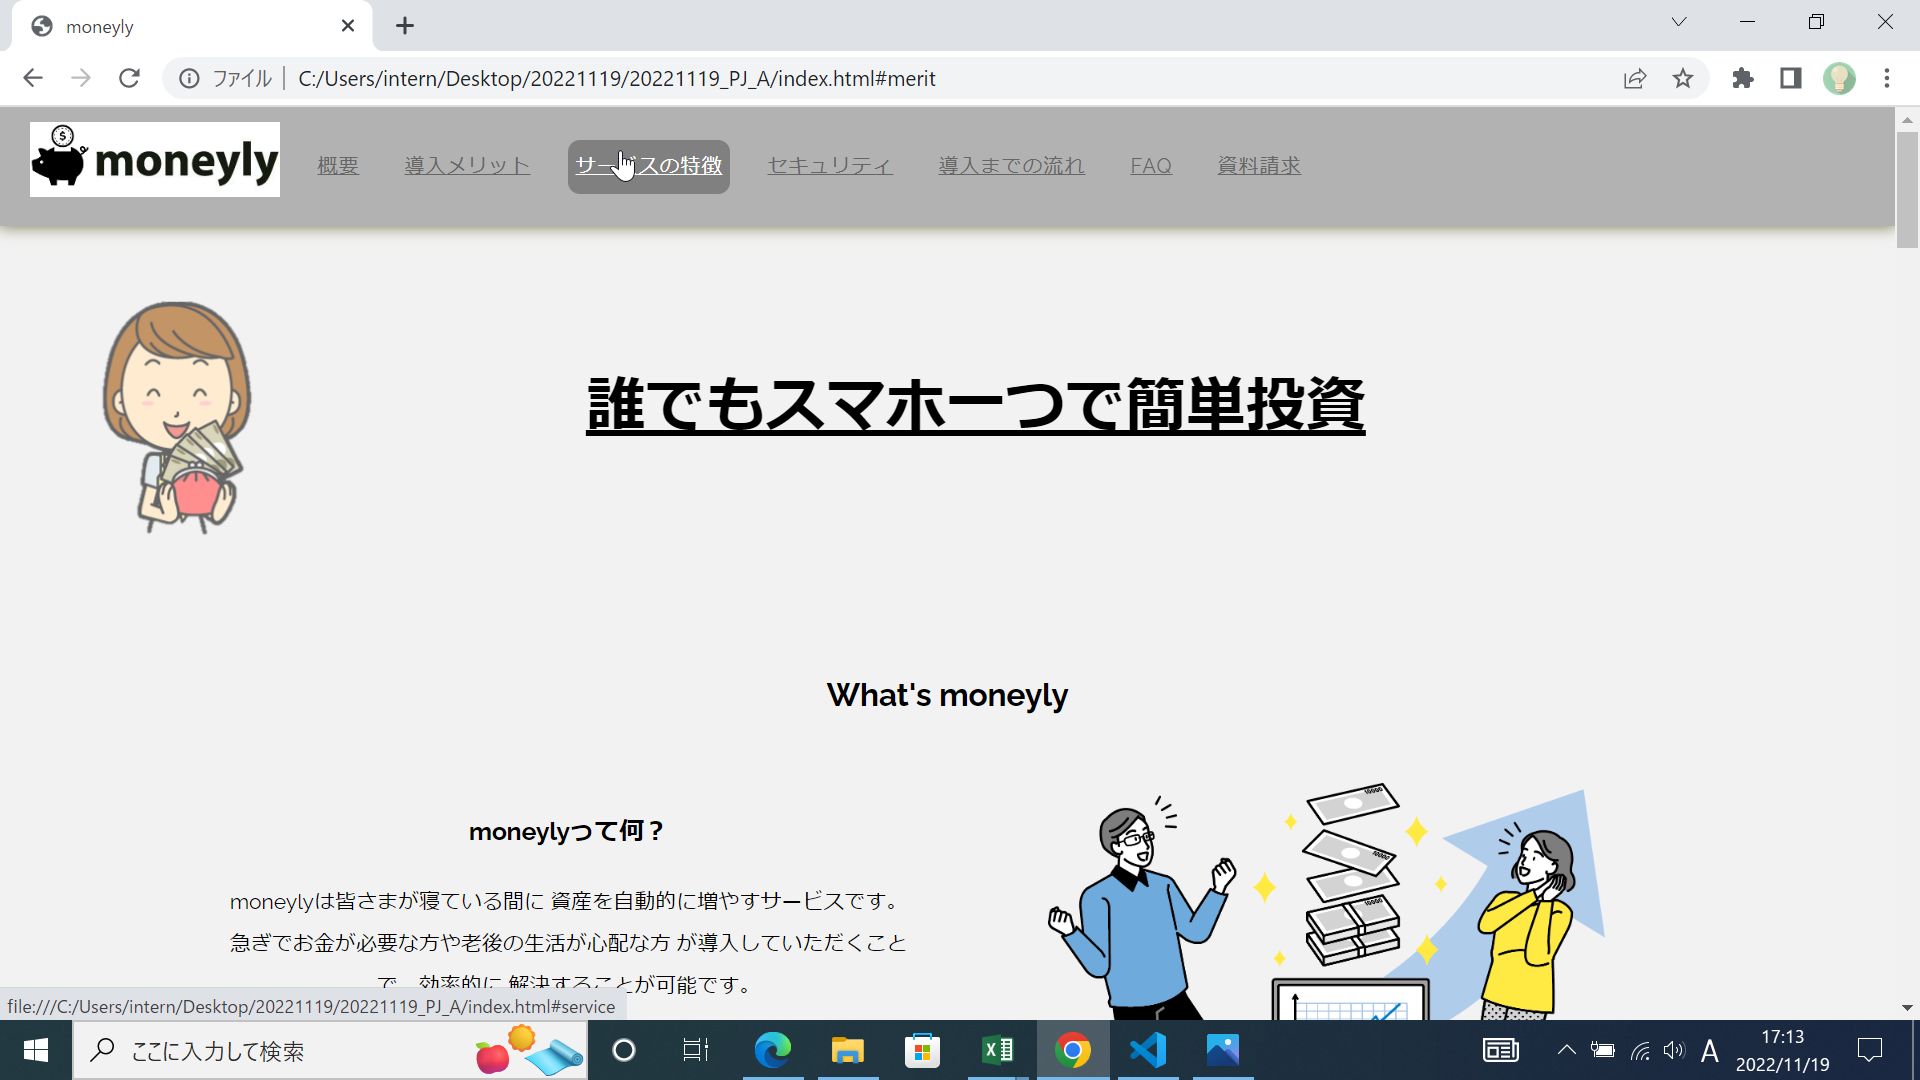 moneyly
ファイル
C:/Users/intern/Desktop/20221119/20221119_PJ_A/index.html#merit
$
moneyly 概要 導入メリット サービスの特徴 セキュリティ 導入までの流れ FAQ 資料請求
誰でもスマホ一つで簡単投資
What's moneyly
moneylyって何？
moneylyは皆さまが寝ている間に 資産を自動的に増やすサービスです。
急ぎでお金が必要な方や老後の生活が心配な方 が導入していただくこと
で、効率的に 解決することが可能です。
10000
10000
10000
file:///C:/Users/intern/Desktop/20221119/20221119_PJ_A/index.html#service
ここに入力して検索
A
17:13
2022/11/19